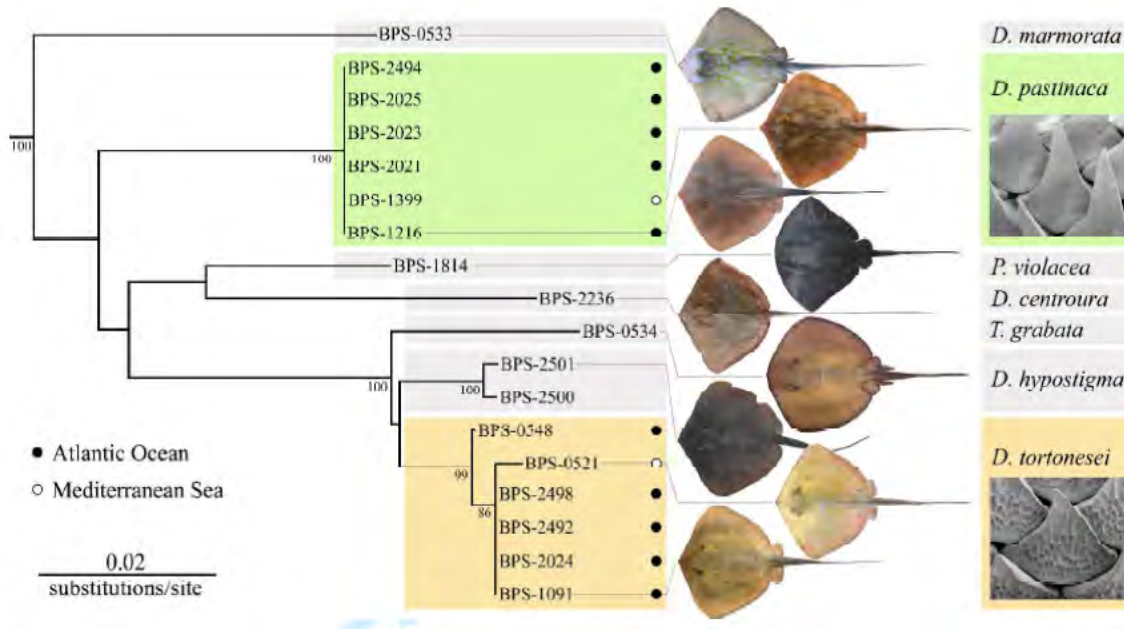 BPS-0533
D. marmorata
BPS-2494
D. pastinaca
BPS-2025
BPS-2023
100
100
BPS-2021
BPS-1399
BPS-1216
BPS-1814
P. violacea
BPS-2236
D. centroura
BPS-0534
T. grabata
BPS-2501
100
100
BPS-2500
D. hypostigma
BPS-0548
Atlantic Ocean
D. tortonesei
BPS-0521
99
Mediterranean Sea
BPS-2498
86
BPS-2492
0.02
BPS-2024
substitutions/site
BPS-1091